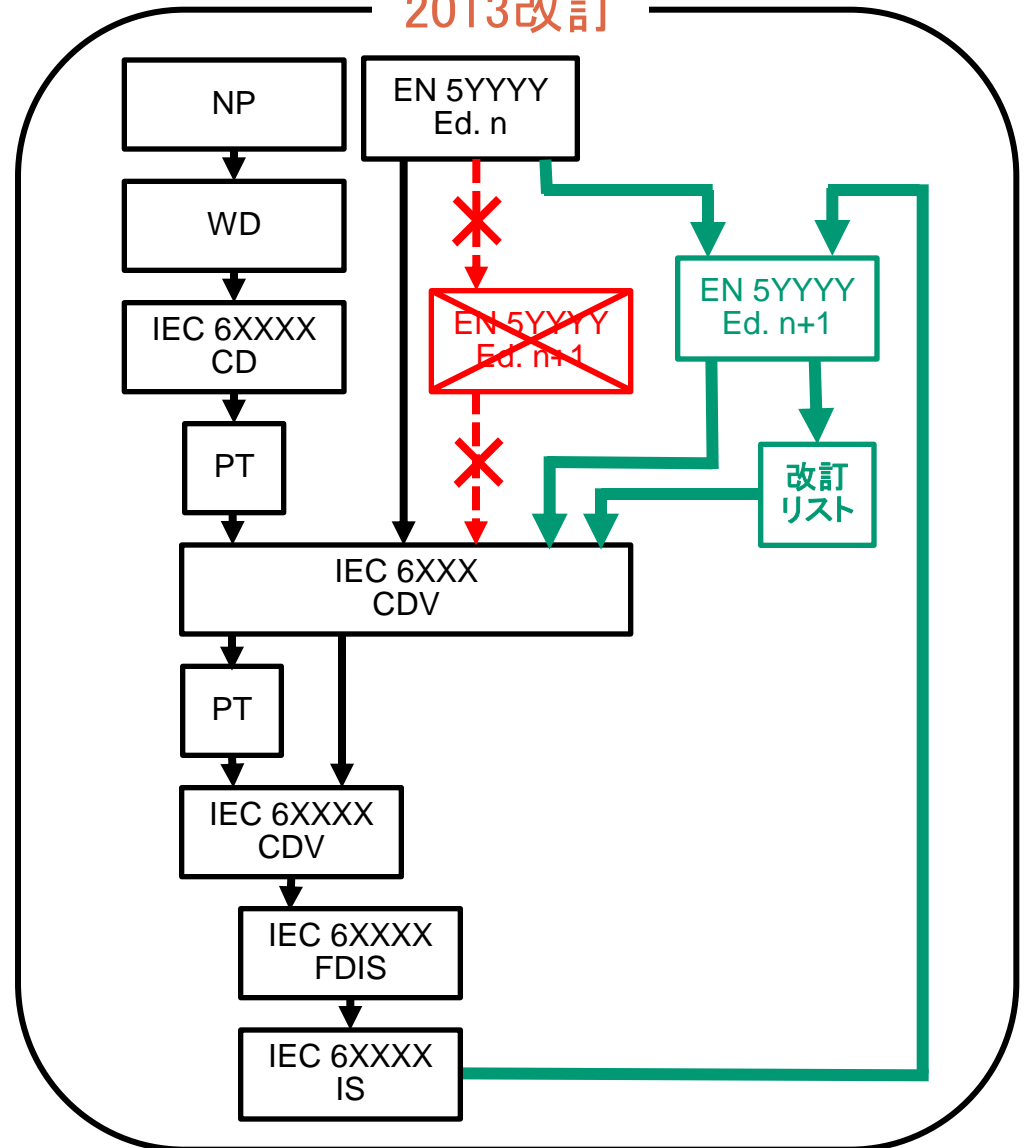 2013改訂
NP
EN 5YYYY
Ed. n
WD
EN 5YYYY
Ed. n+1
EN 5YYYY
Ed. n+1
IEC 6XXXX
CD
PT
改訂
リスト
IEC 6XXX
CDV
PT
IEC 6XXXX
CDV
IEC 6XXXX
FDIS
IEC 6XXXX
IS